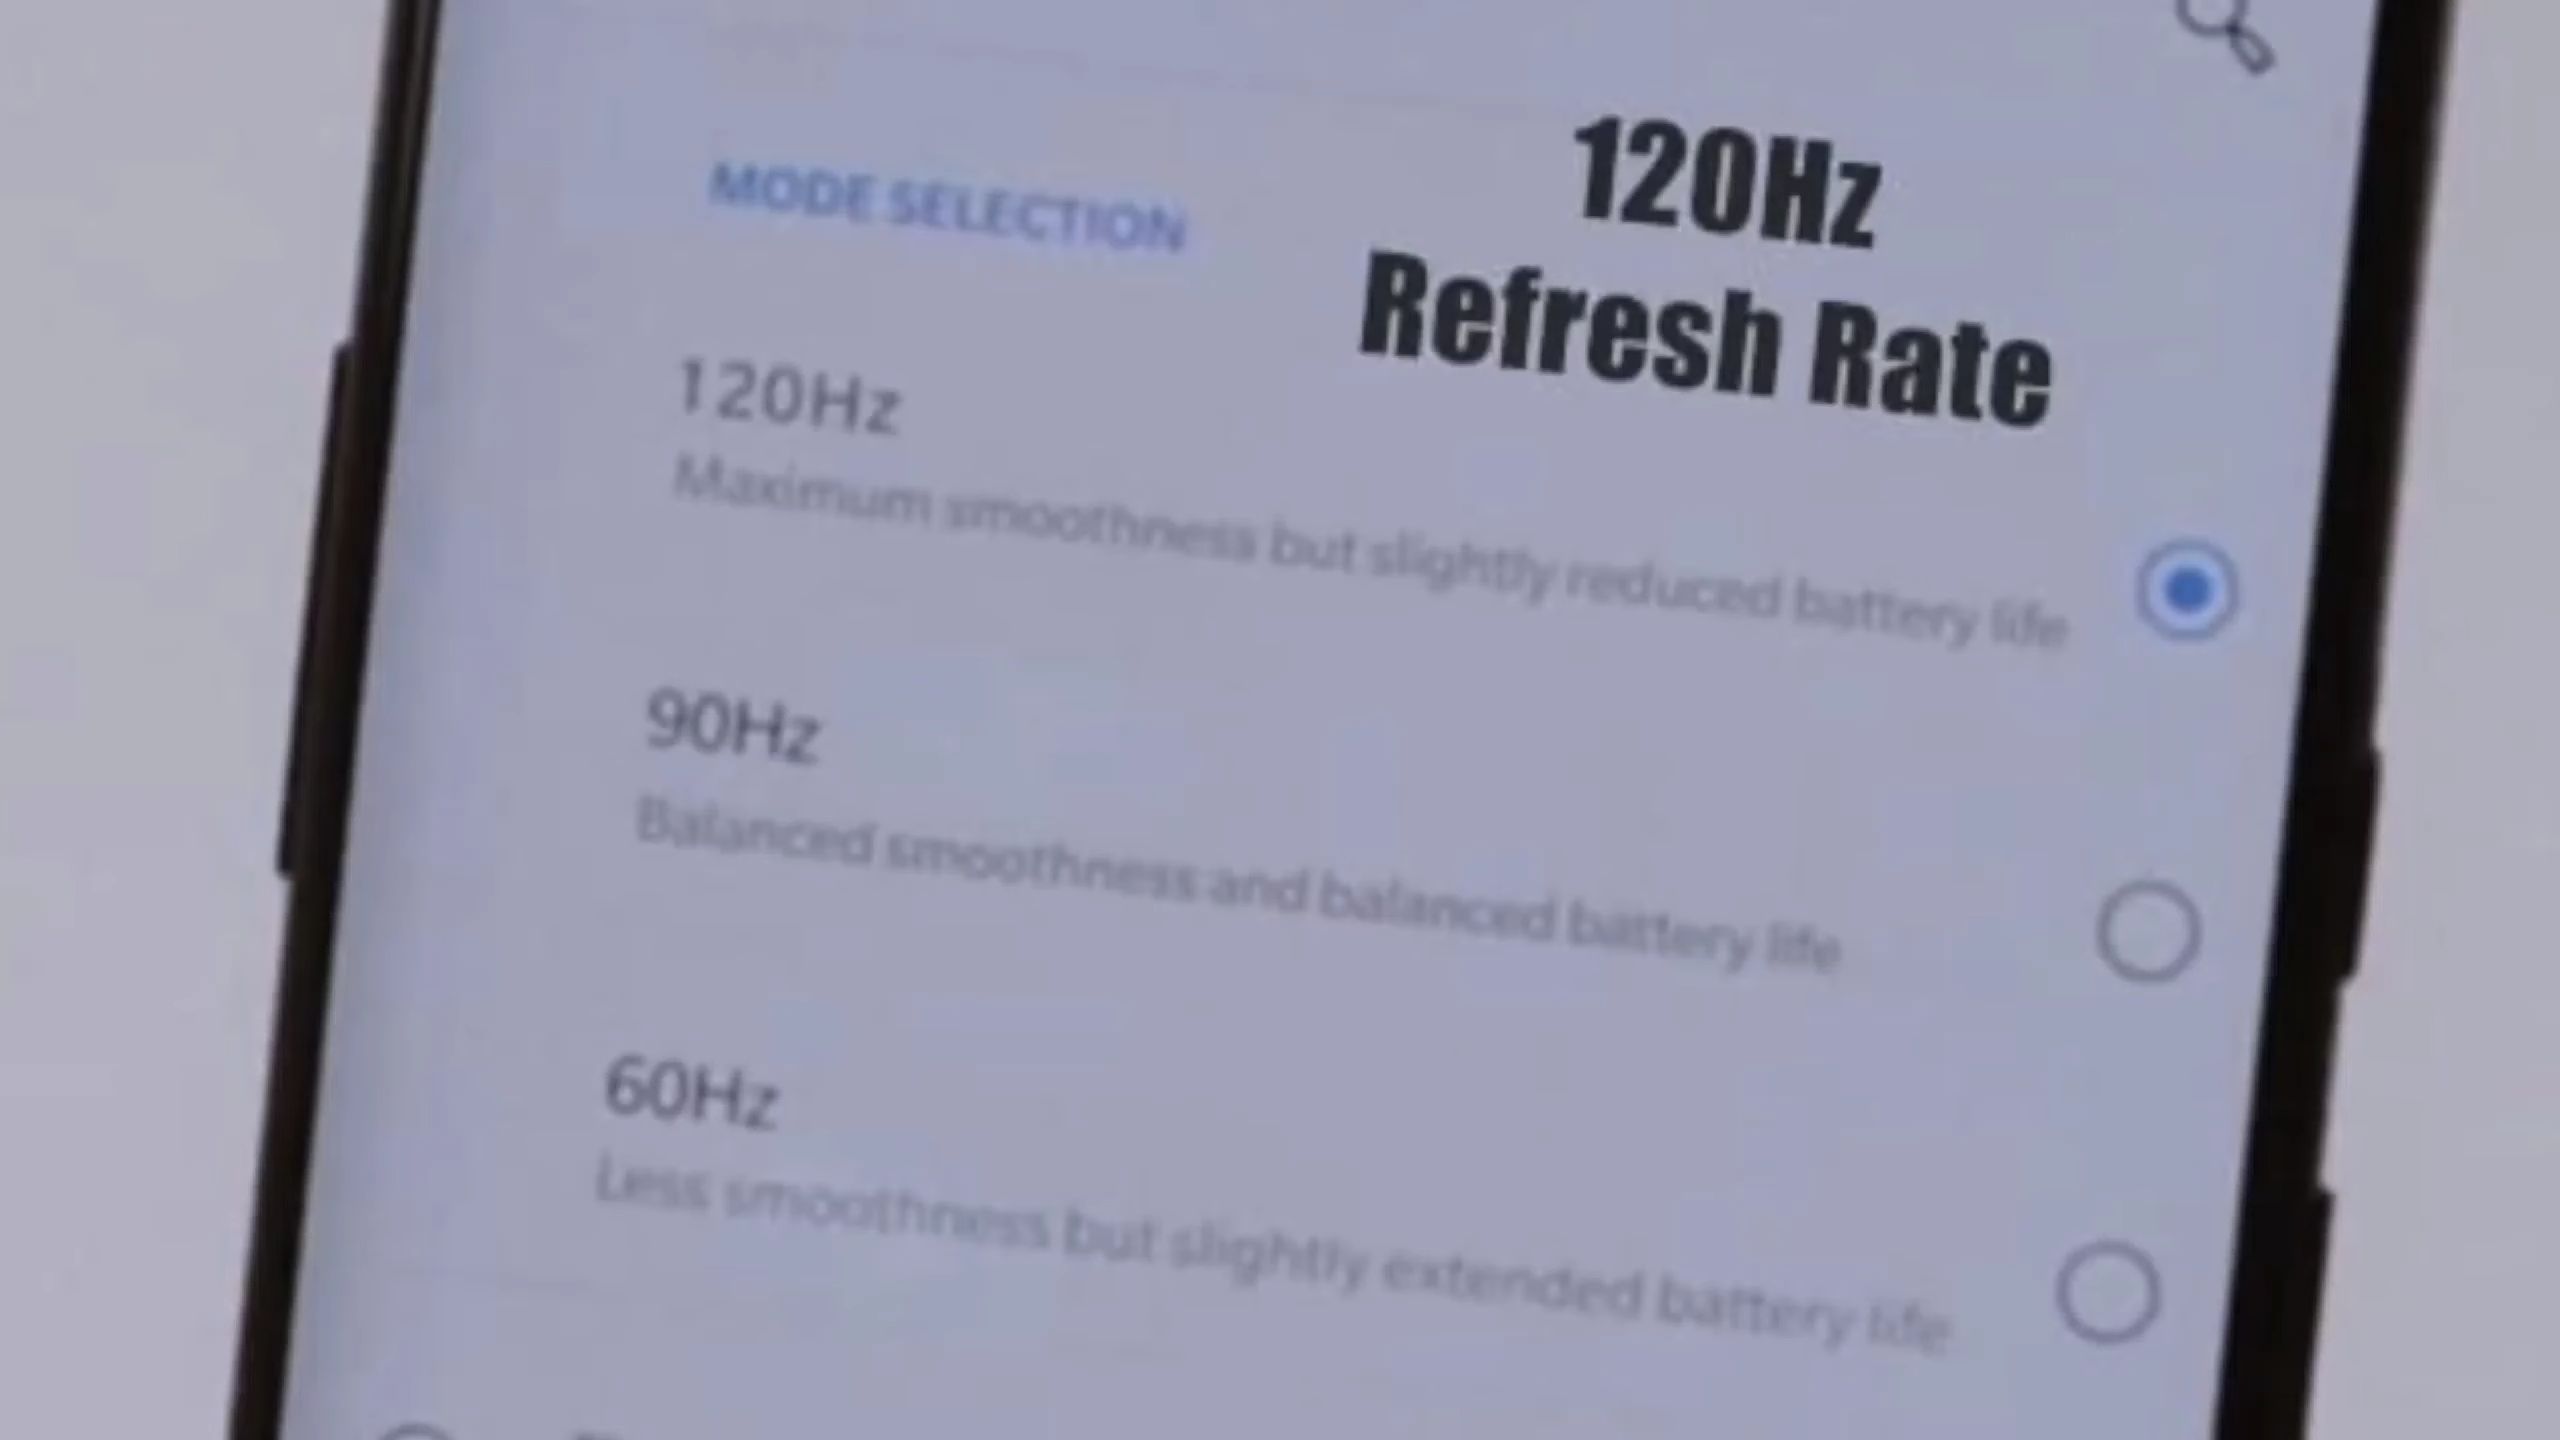 MODE SELECTION
120Hz
Refresh Rate
120Hz
Maximum smoothness but slightly reduced battery life
90Hz
Balanced smoothness and balanced battery life
60Hz
Less smoothness but slightly extended battery life